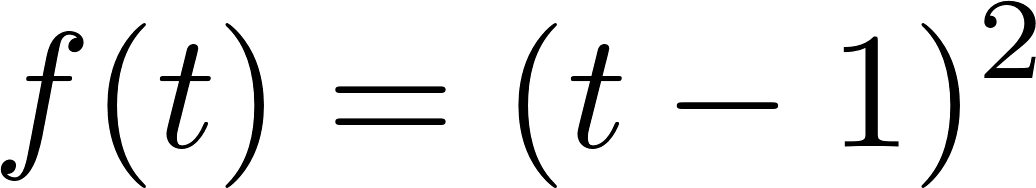 f(t) = (t − 1)²